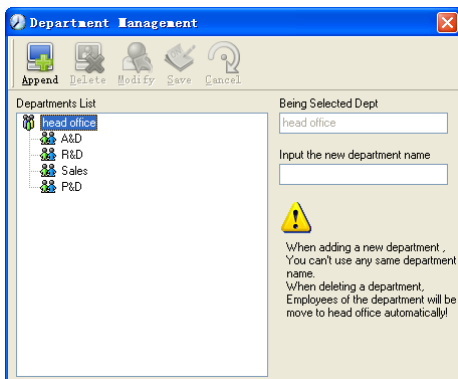 Department Management
Append Delete Modify Save Cancel
Departments List
head office
A&D
R&D
Sales
P&D
Being Selected Dept
head office
Input the new department name
When adding a new department ,
You can't use any same department
name.
When deleting a department,
Employees of the department will be
move to head office automatically!